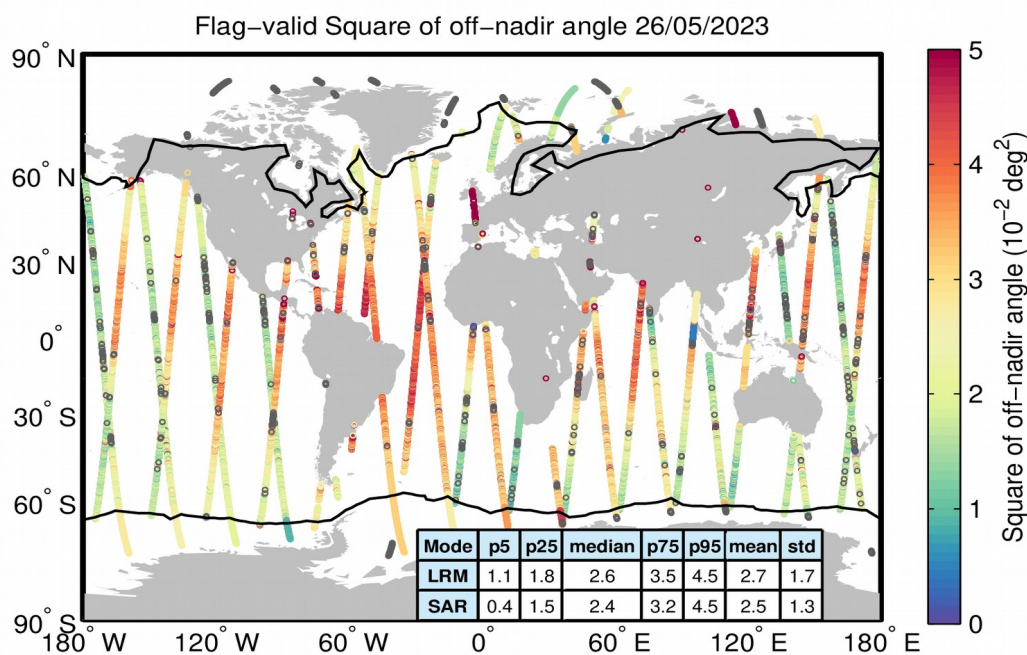 Flag−valid Square of off−nadir angle 26/05/2023
90° N
60° N
30° N
0°
30° S
60° S
90° S
180° W
120° W
60° W
0°
60° E
120° E
180° E
Mode p5 p25 median p75 p95 mean std
LRM 1.1 1.8 2.6 3.5 4.5 2.7 1.7
SAR 0.4 1.5 2.4 3.2 4.5 2.5 1.3
5
4
3
2
1
0
Square of off−nadir angle (10⁻² deg²)